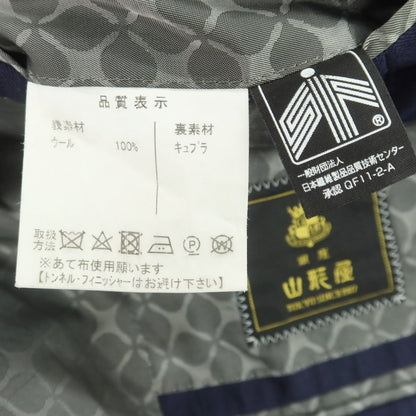 品質表示
表素材
ウール 100%
裏素材
キュプラ
取扱方法
P W
※あて布使用願います
【トンネル・フィニッシャーはお避け下さい】
SIF ®
一般財団法人
日本繊維製品品質技術センター
承認 QF11-2-A
銀座
山形屋